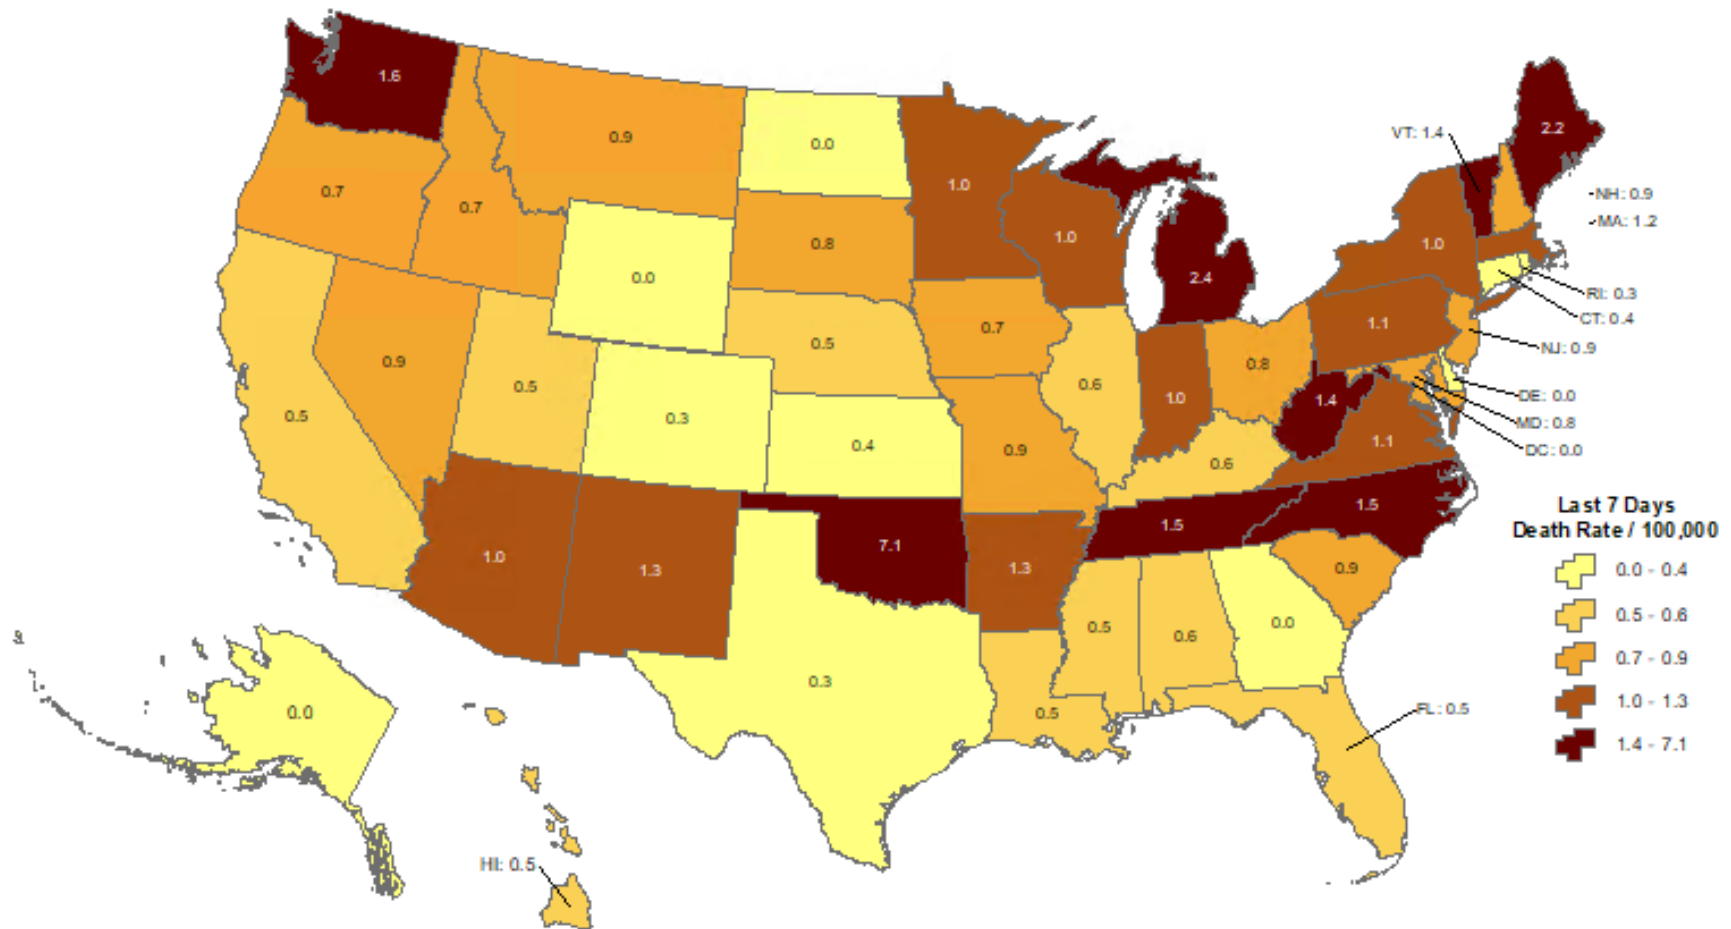 1.6
0.9
0.0
1.0
VT: 1.4
2.2
0.7
0.7
0.8
1.0
NH: 0.9
MA: 1.2
1.0
0.0
2.4
RI: 0.3
CT: 0.4
0.9
0.5
0.7
1.1
NJ: 0.9
0.5
0.5
0.3
0.4
0.6
1.0
0.8
1.4
DE: 0.0
MD: 0.8
DC: 0.0
0.9
0.6
1.1
1.0
1.3
7.1
1.3
1.5
1.5
0.9
0.5
0.6
0.0
0.0
0.3
0.5
FL: 0.5
HI: 0.5
Last 7 Days
Death Rate / 100,000
0.0 - 0.4
0.5 - 0.6
0.7 - 0.9
1.0 - 1.3
1.4 - 7.1